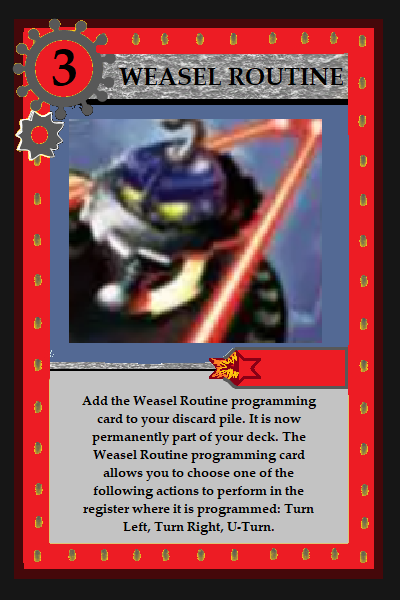 3
WEASEL ROUTINE
Add the Weasel Routine programming
card to your discard pile. It is now
permanently part of your deck. The
Weasel Routine programming card
allows you to choose one of the
following actions to perform in the
register where it is programmed: Turn
Left, Turn Right, U-Turn.